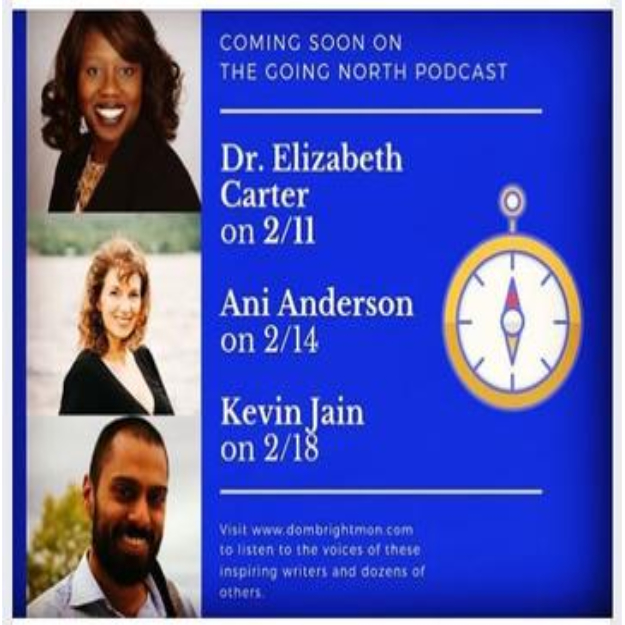 COMING SOON ON
THE GOING NORTH PODCAST
Dr. Elizabeth
Carter
on 2/11
Ani Anderson
on 2/14
Kevin Jain
on 2/18
Visit www.dombrightmon.com
to listen to the voices of these
inspiring writers and dozens of
others.